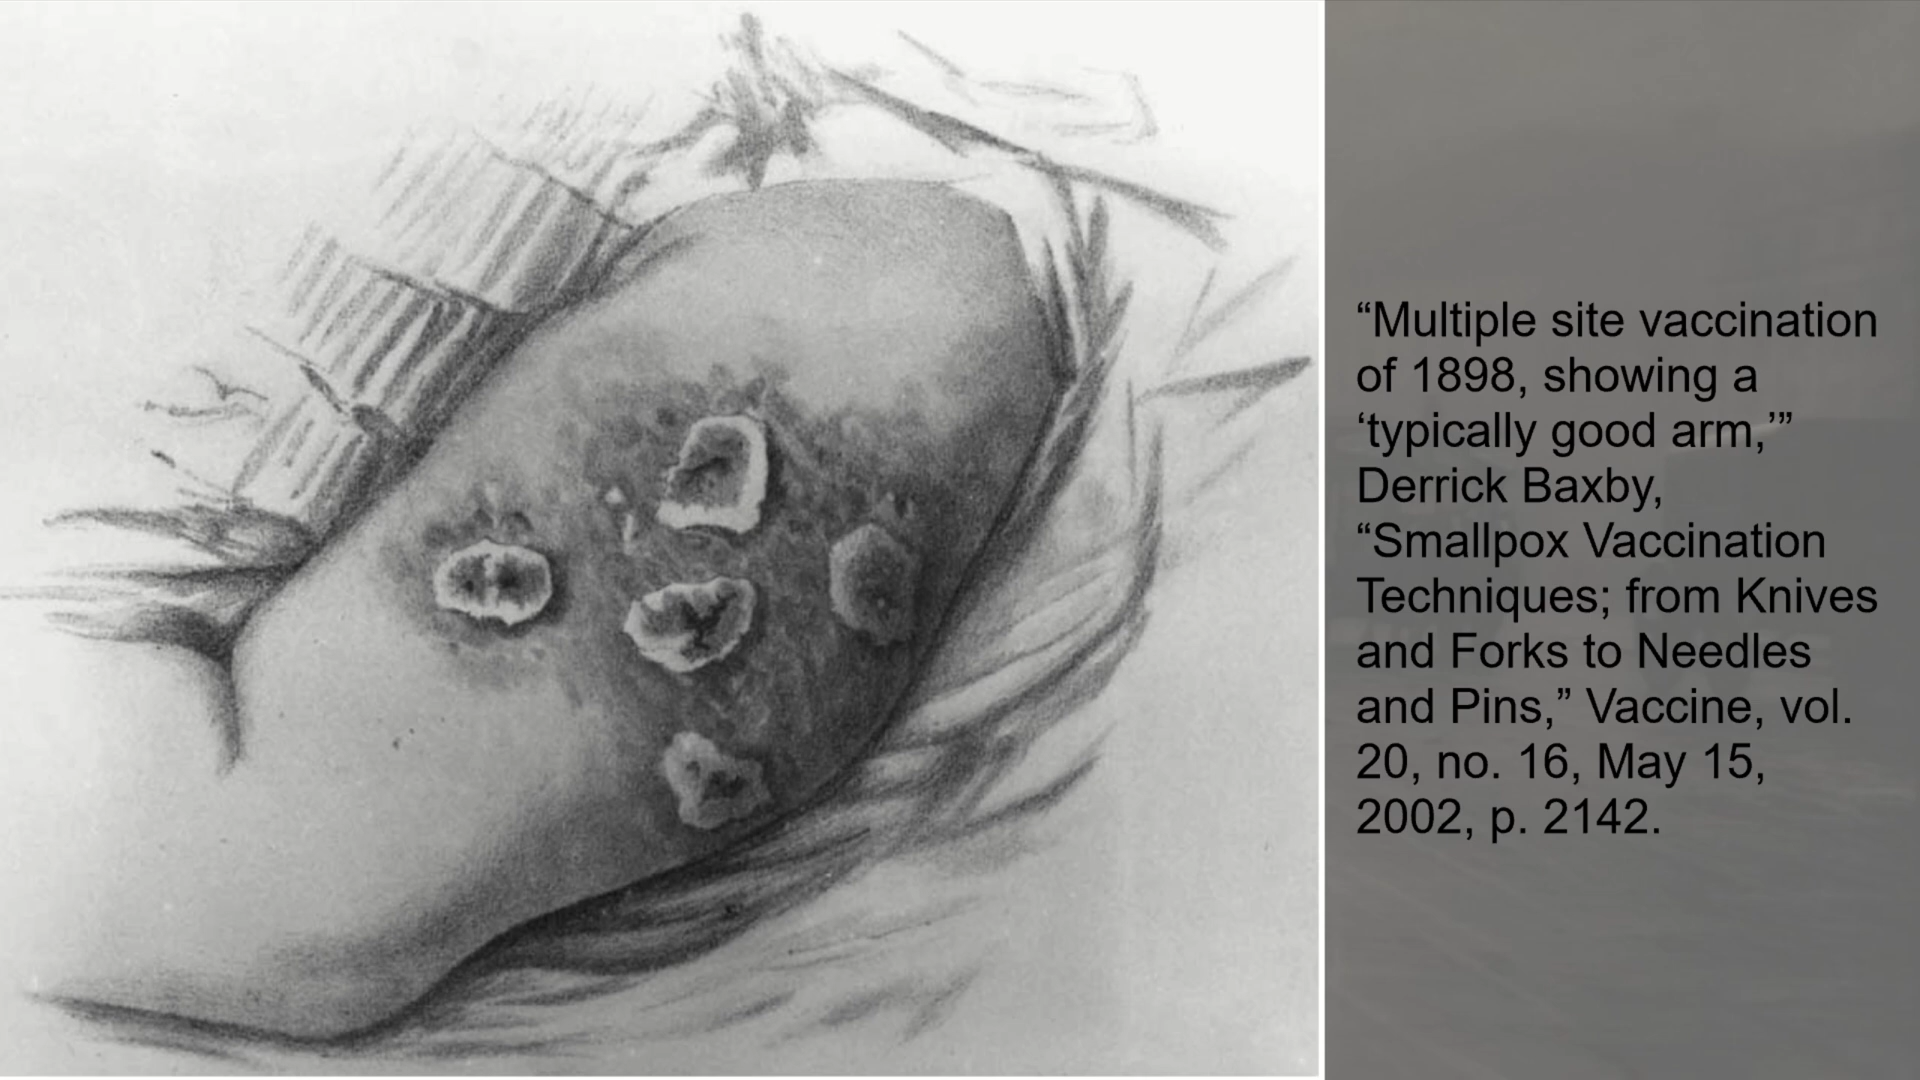 “Multiple site vaccination
of 1898, showing a
‘typically good arm,’”
Derrick Baxby,
“Smallpox Vaccination
Techniques; from Knives
and Forks to Needles
and Pins,” Vaccine, vol.
20, no. 16, May 15,
2002, p. 2142.